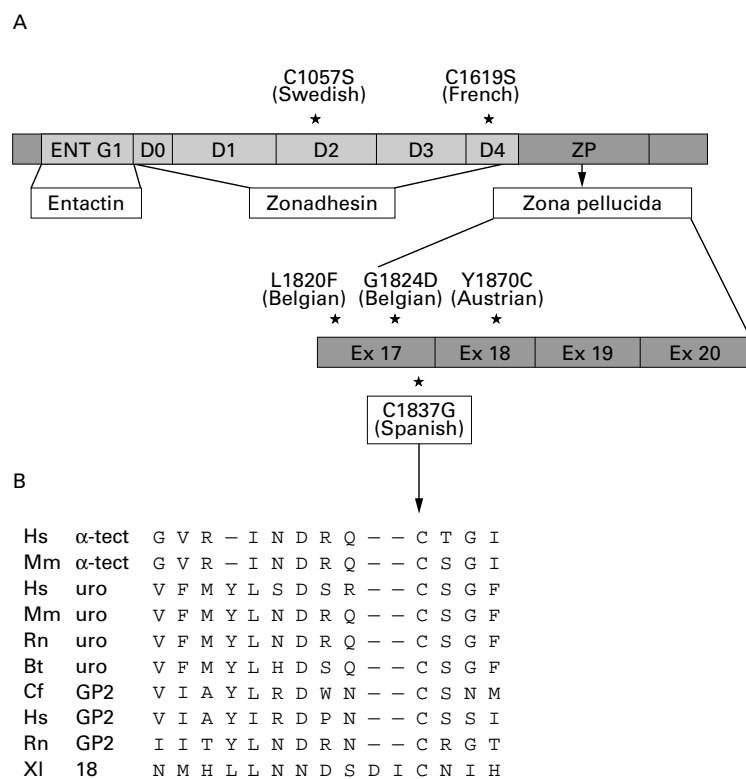 A
C1057S C1619S
(Swedish) (French)
ENT G1 D0 D1 D2 D3 D4 ZP
Entactin Zonadhesin Zona pellucida
L1820F G1824D Y1870C
(Belgian) (Belgian) (Austrian)
Ex 17 Ex 18 Ex 19 Ex 20
C1837G
(Spanish)
B
Hs α-tect G V R – I N D R Q – – C T G I
Mm α-tect G V R – I N D R Q – – C S G I
Hs uro V F M Y L S D S R – – C S G F
Mm uro V F M Y L N D R Q – – C S G F
Rn uro V F M Y L N D R Q – – C S G F
Bt uro V F M Y L H D S Q – – C S G F
Cf GP2 V I A Y L R D W N – – C S N M
Hs GP2 V I A Y I R D P N – – C S S I
Rn GP2 I I T Y L N D R N – – C R G T
Xl 18 N M H L L N N D S D I C N I H